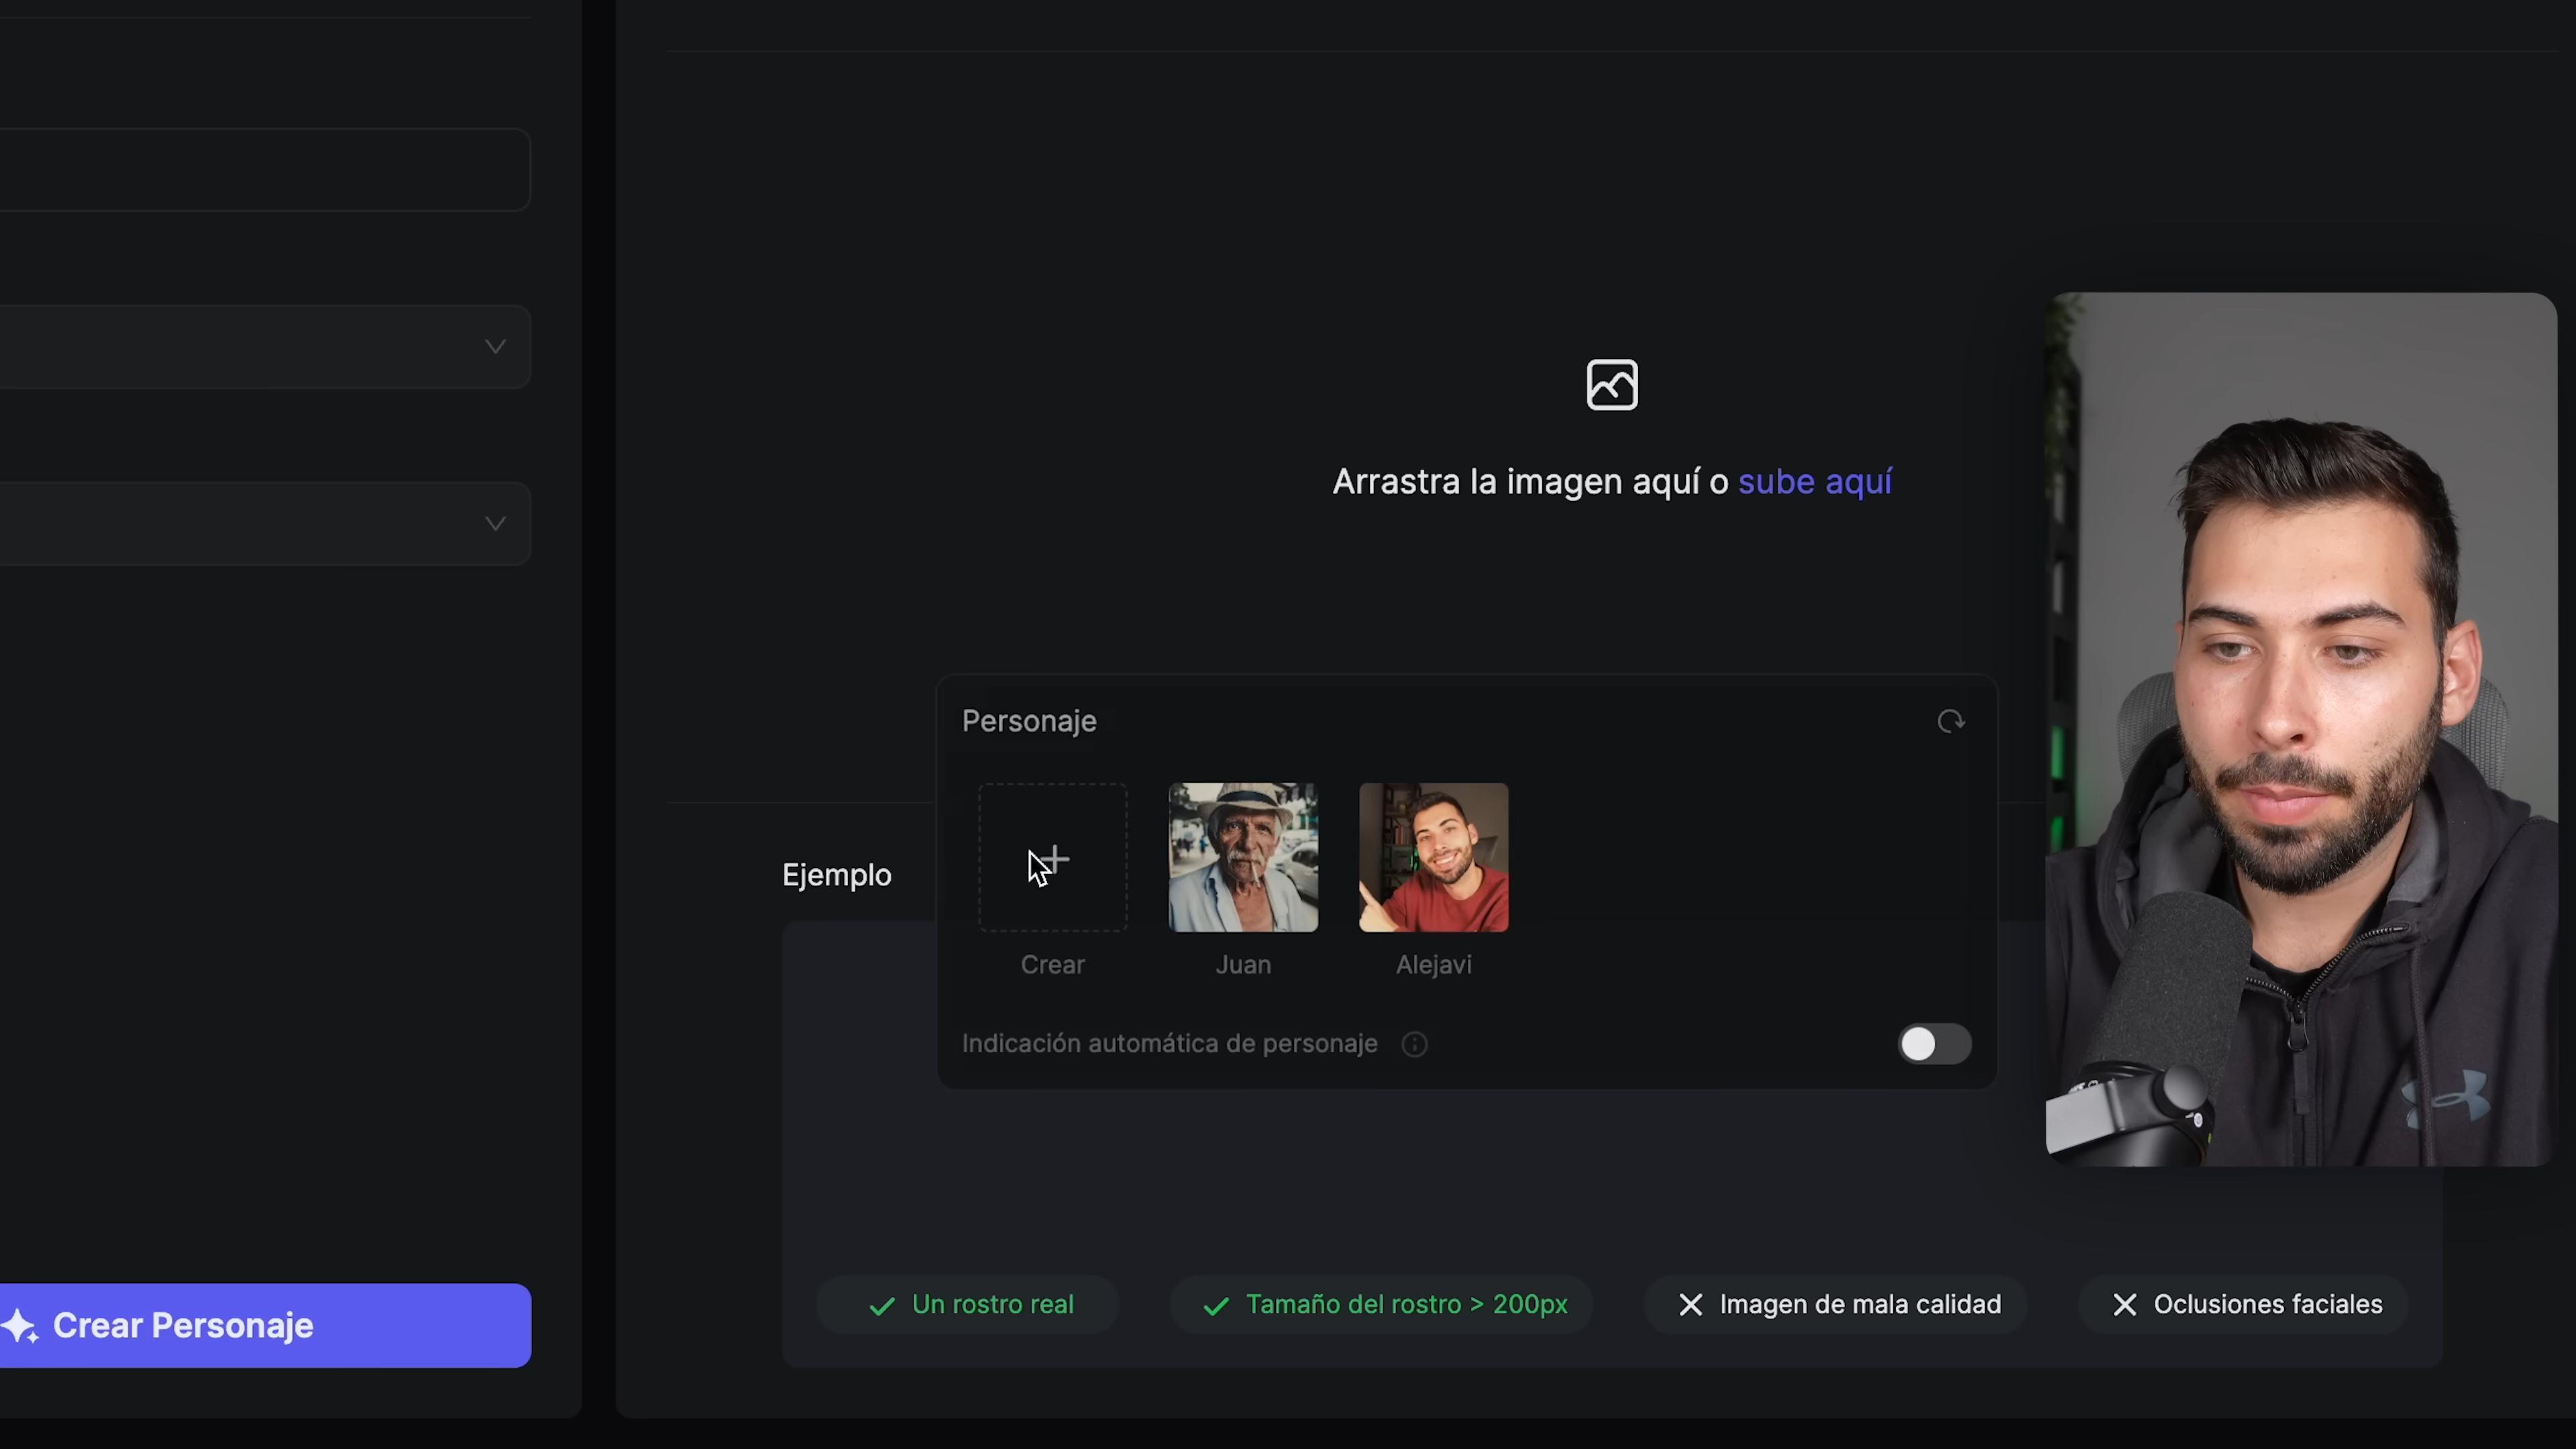 Arrastra la imagen aquí o sube aquí
Personaje
Ejemplo
Crear
Juan
Alejavi
Indicación automática de personaje
Un rostro real
Tamaño del rostro > 200px
Imagen de mala calidad
Oclusiones faciales
Crear Personaje